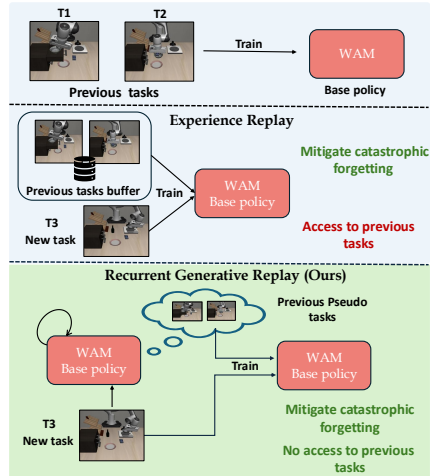 T1
T2
Train
WAM
Previous tasks
Base policy
Experience Replay
Previous tasks buffer
Train
WAM
Base policy
Mitigate catastrophic
forgetting
T3
New task
Access to previous
tasks
Recurrent Generative Replay (Ours)
Previous Pseudo
tasks
WAM
Base policy
Train
WAM
Base policy
T3
New task
Mitigate catastrophic
forgetting
No access to previous
tasks